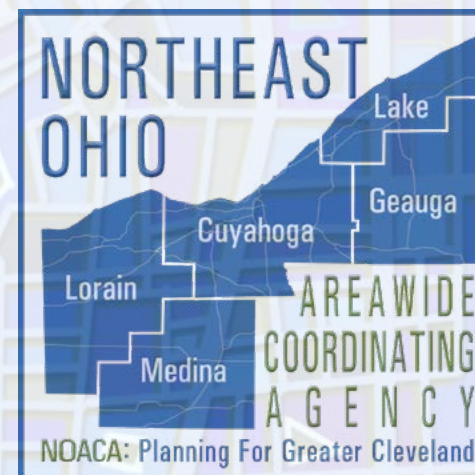 NORTHEAST
OHIO
Lake
Geauga
Cuyahoga
Lorain
Medina
AREAWIDE
COORDINATING
AGENCY
NOACA: Planning For Greater Cleveland